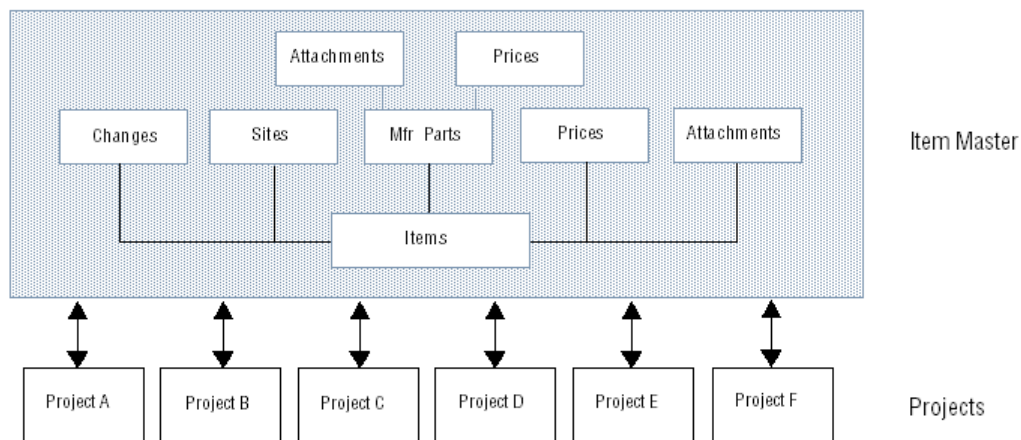 Attachments
Prices
Changes
Sites
Mfr Parts
Prices
Attachments
Item Master
Items
Project A
Project B
Project C
Project D
Project E
Project F
Projects